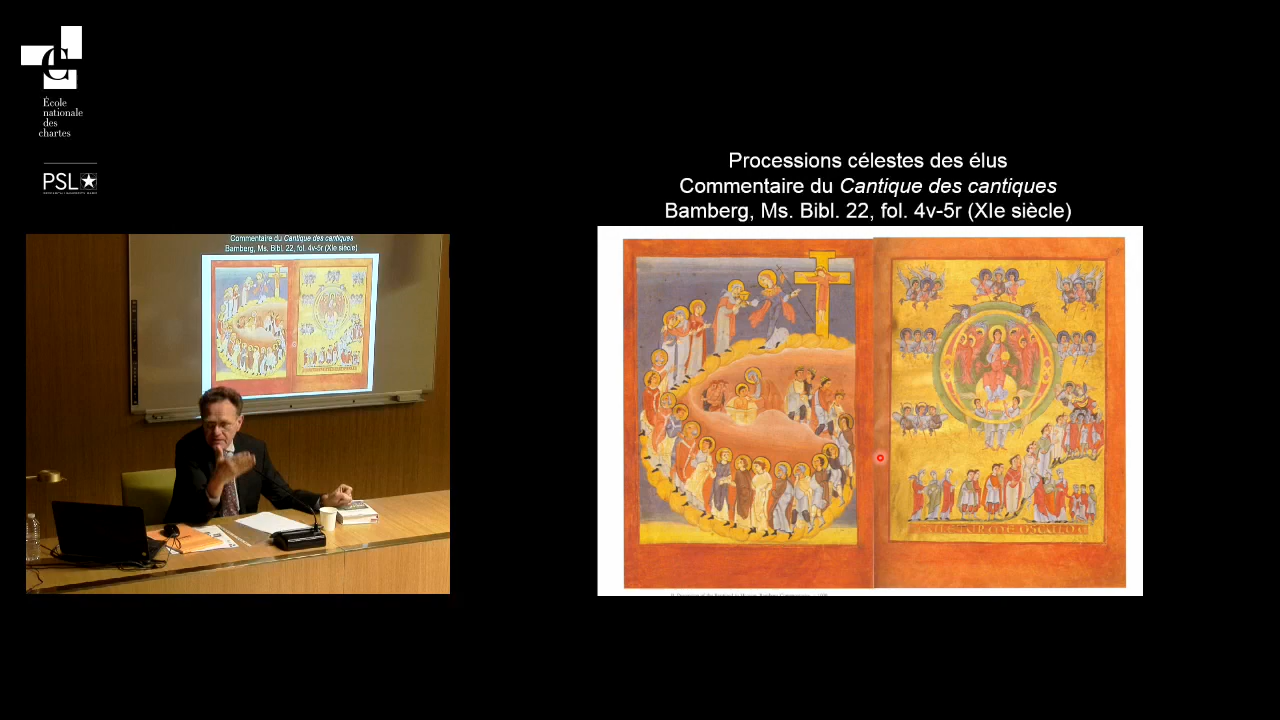 École
nationale
des
chartes
PSL
Processions célestes des élus
Commentaire du Cantique des cantiques
Bamberg, Ms. Bibl. 22, fol. 4v-5r (XIe siècle)
Commentaire du Cantique des cantiques
Bamberg, Ms. Bibl. 22, fol. 4v-5r (XIe siècle)